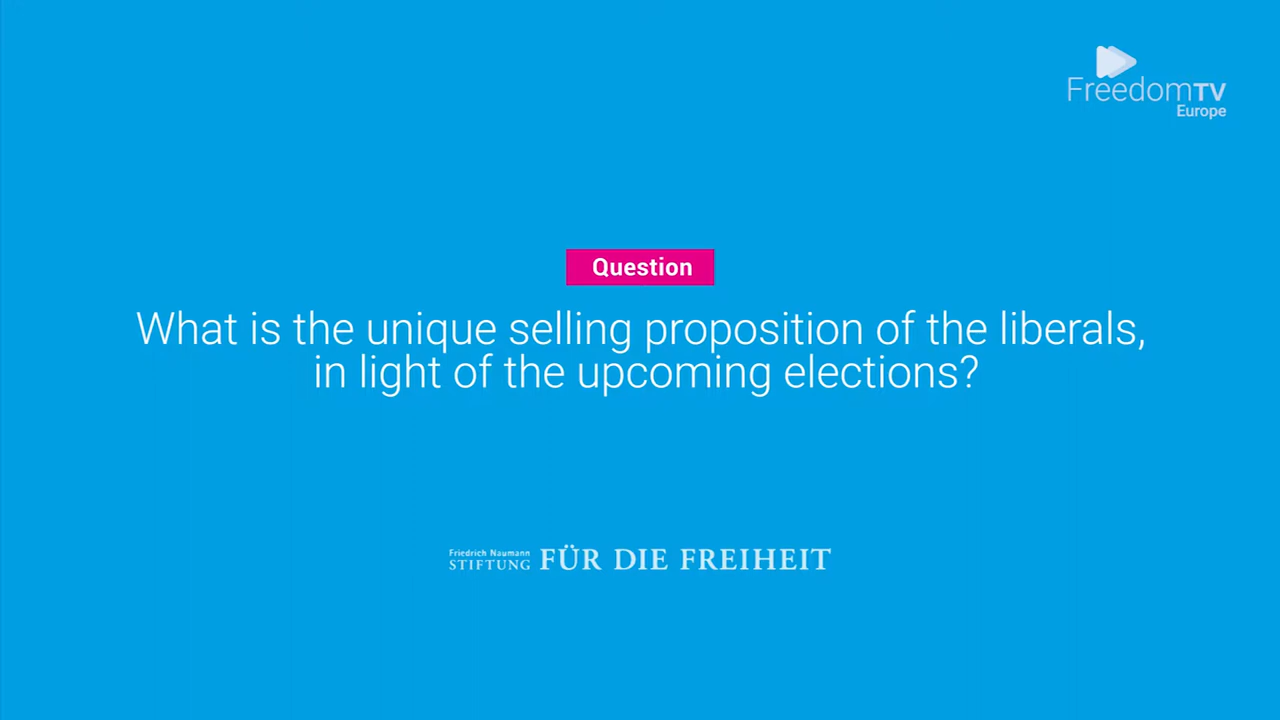 FreedomTV
Europe
Question
What is the unique selling proposition of the liberals,
in light of the upcoming elections?
Friedrich Naumann
STIFTUNG FÜR DIE FREIHEIT